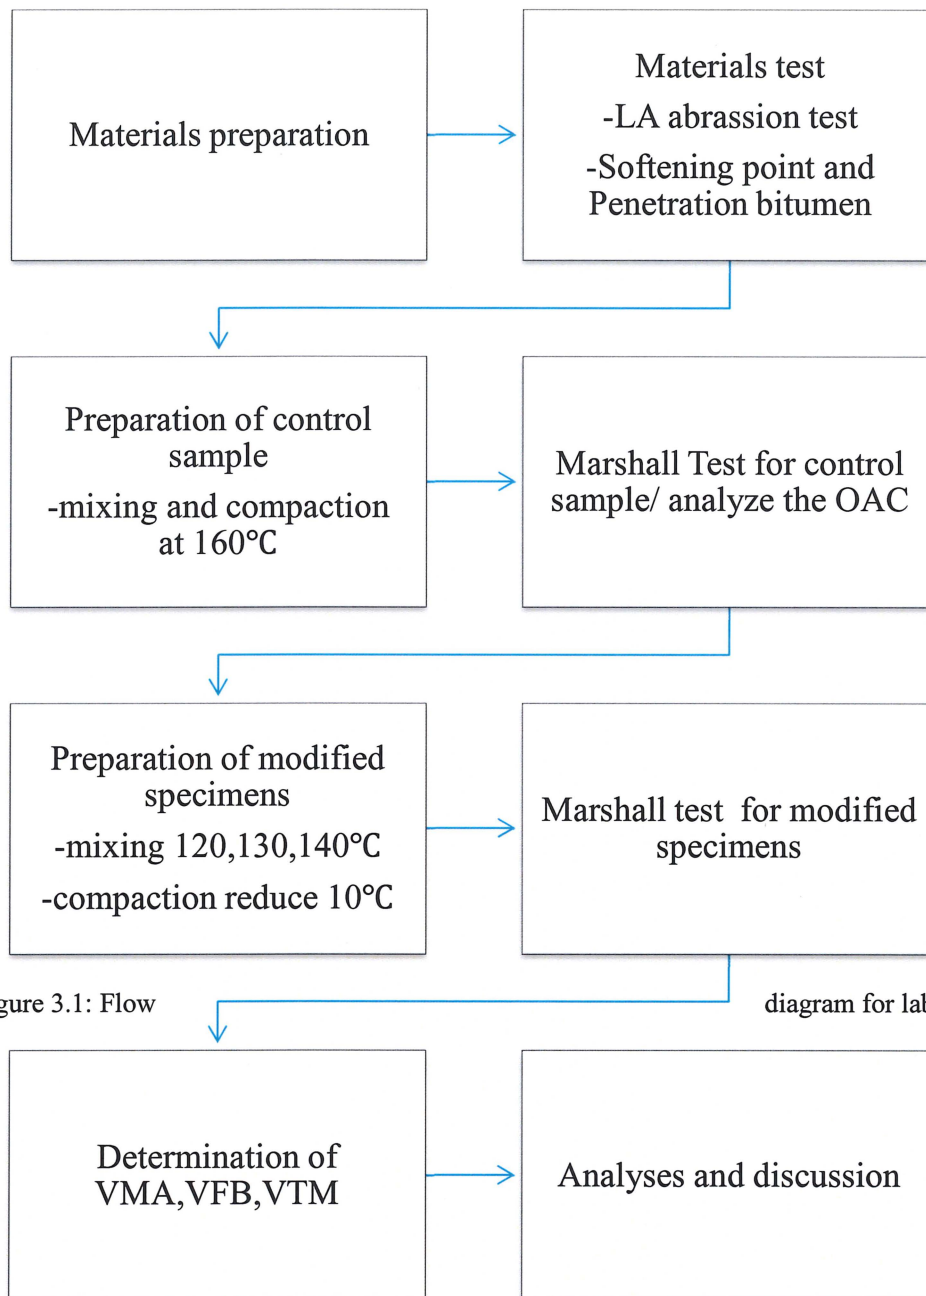 Materials preparation
Materials test
-LA abrassion test
-Softening point and
Penetration bitumen
Preparation of control
sample
-mixing and compaction
at 160°C
Marshall Test for control
sample/ analyze the OAC
Preparation of modified
specimens
-mixing 120,130,140°C
-compaction reduce 10°C
Marshall test for modified
specimens
gure 3.1: Flow diagram for lab
Determination of
VMA,VFB,VTM
Analyses and discussion